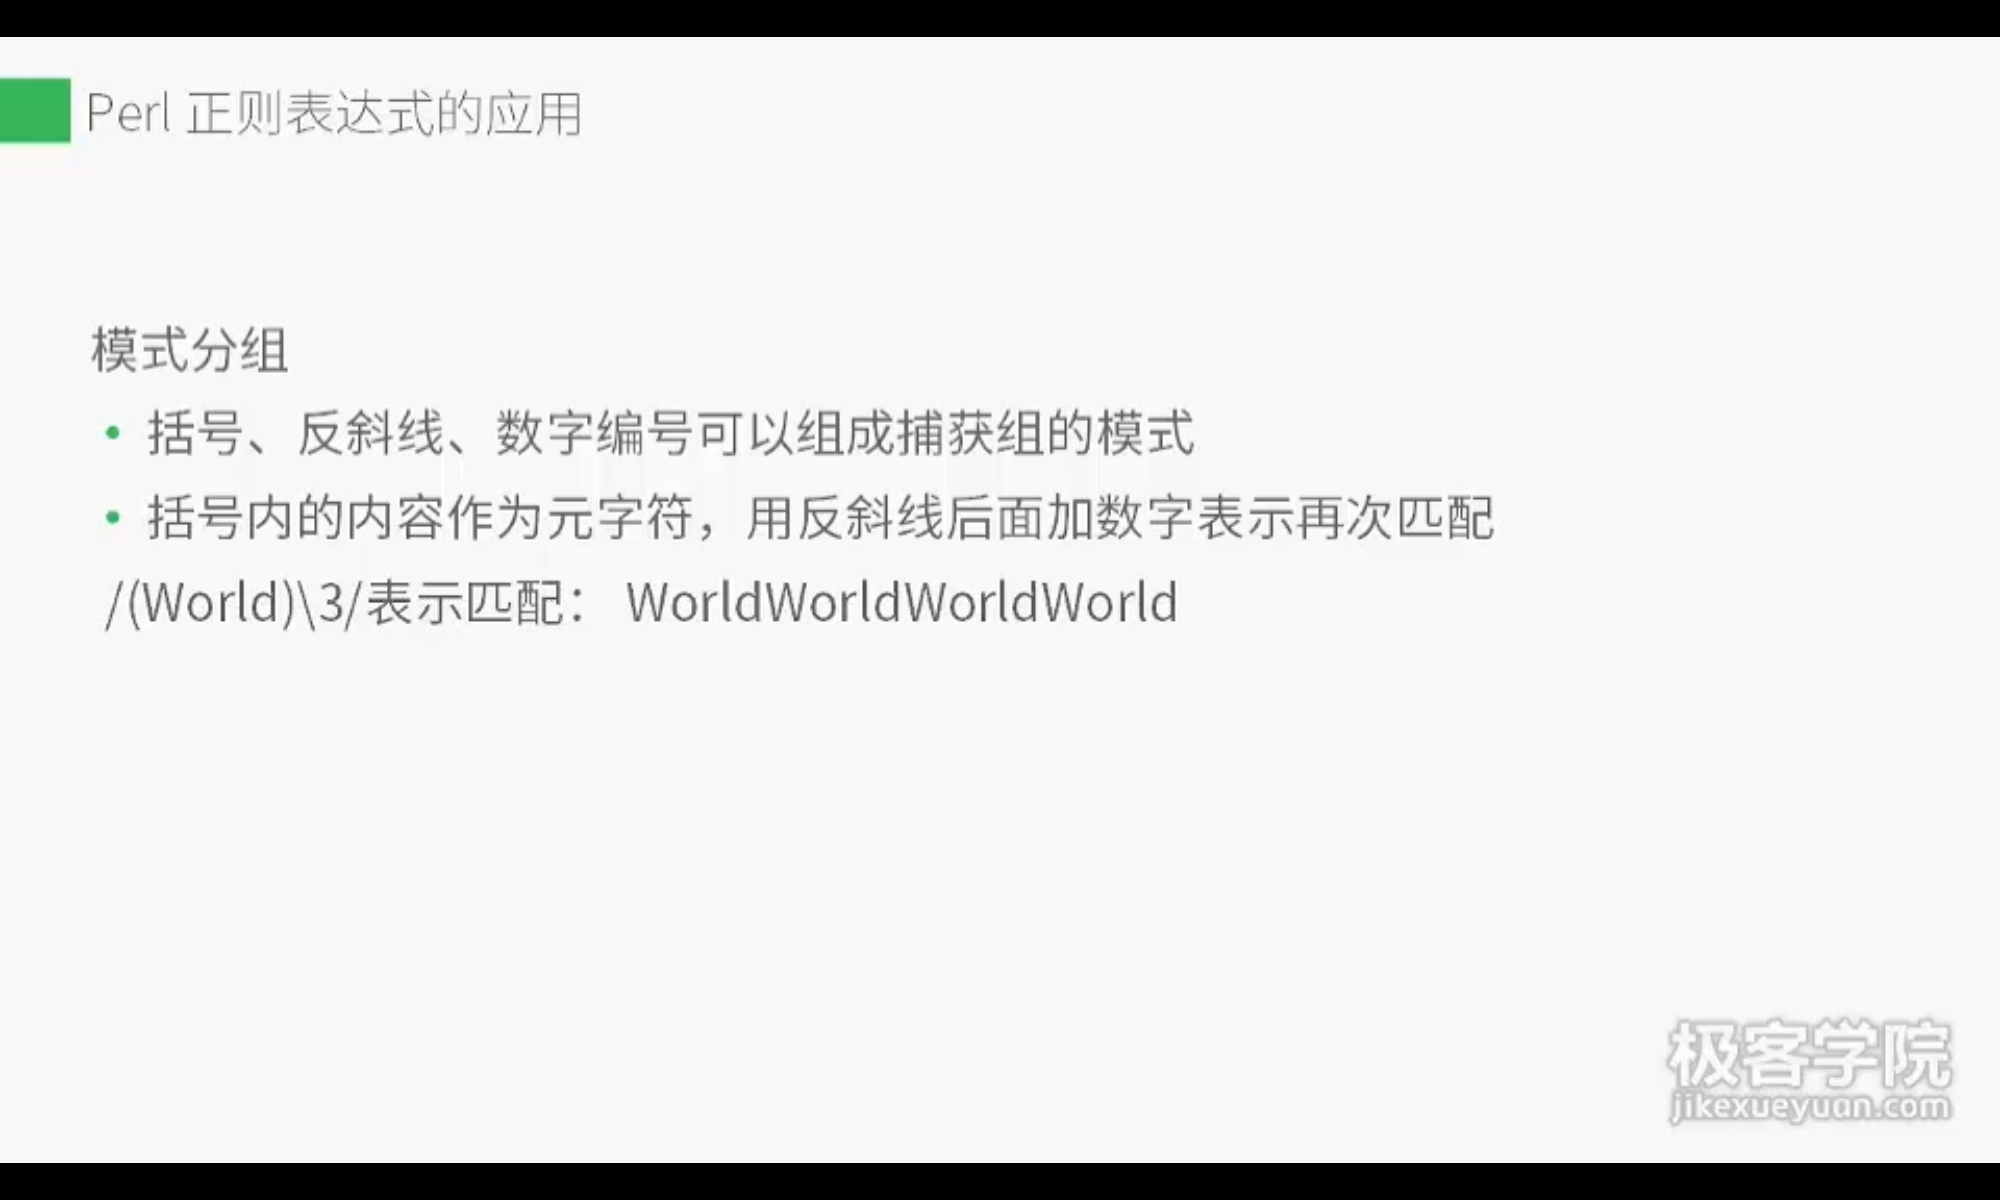 Perl 正则表达式的应用
模式分组
• 括号、反斜线、数字编号可以组成捕获组的模式
• 括号内的内容作为元字符，用反斜线后面加数字表示再次匹配
/(World)\3/表示匹配： WorldWorldWorldWorld
极客学院
jikexueyuan.com